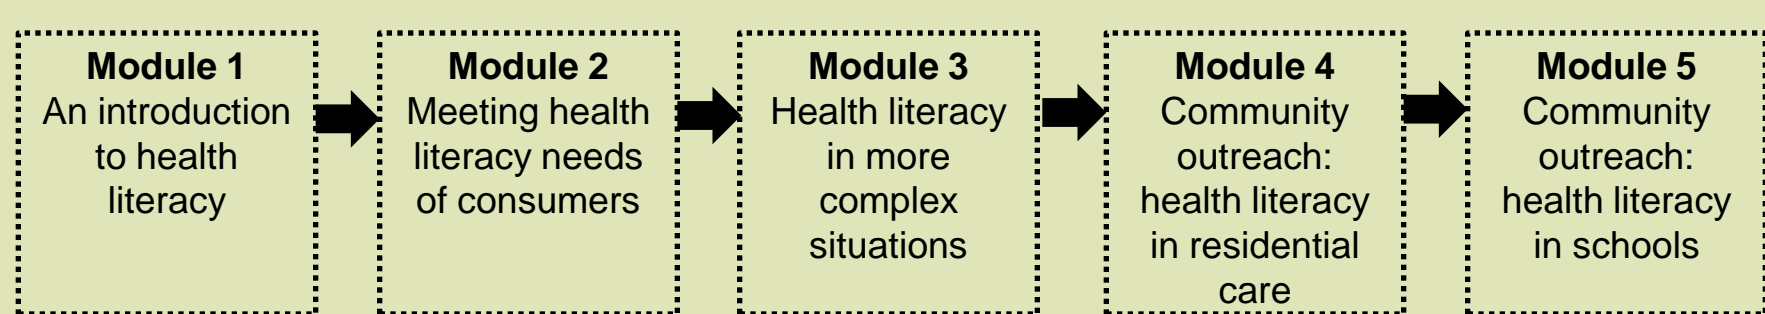 Module 1
An introduction
to health
literacy
Module 2
Meeting health
literacy needs
of consumers
Module 3
Health literacy
in more
complex
situations
Module 4
Community
outreach:
health literacy
in residential
care
Module 5
Community
outreach:
health literacy
in schools